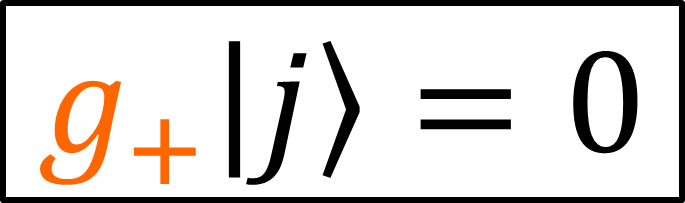 g₊|j⟩ = 0